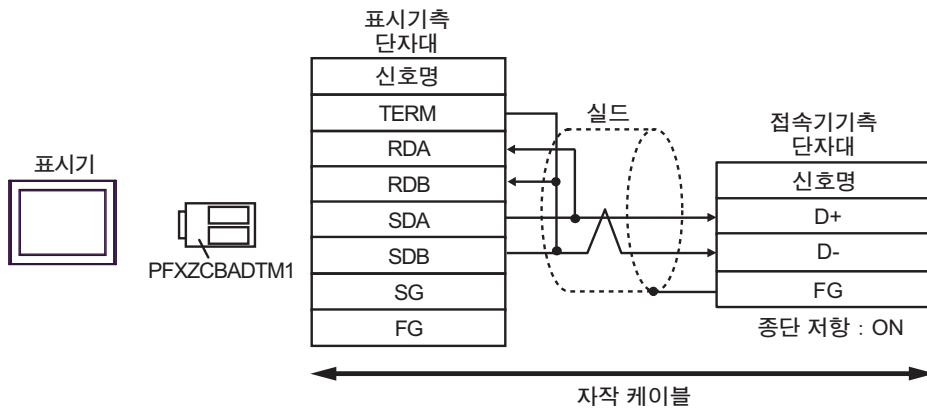 표시기
PFXZCBADTM1
표시기측
단자대
신호명
TERM
RDA
RDB
SDA
SDB
SG
FG
실드
접속기기측
단자대
신호명
D+
D-
FG
종단 저항 : ON
자작 케이블